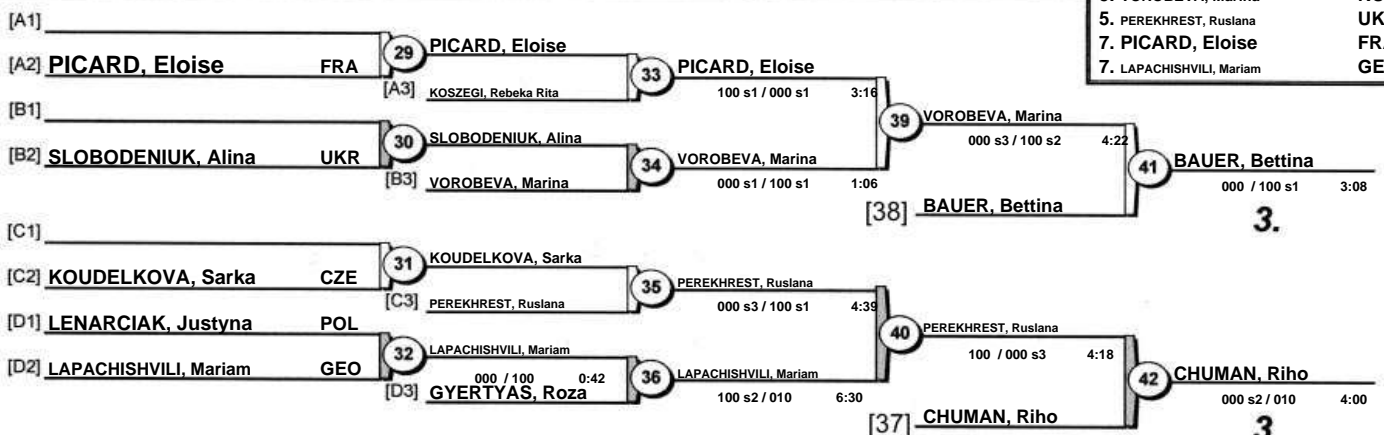 5. PEREKHREST, Ruslana UK
7. PICARD, Eloise FRA
7. LAPACHISHVILI, Mariam GE
[A1]
[A2] PICARD, Eloise FRA
29
PICARD, Eloise
[A3] KOSZEGI, Rebeka Rita
33
PICARD, Eloise
100 s1 / 000 s1 3:16
[B1]
[B2] SLOBODENIUK, Alina UKR
30
SLOBODENIUK, Alina
[B3] VOROBEVA, Marina
34
VOROBEVA, Marina
000 s1 / 100 s1 1:06
39
VOROBEVA, Marina
000 s3 / 100 s2 4:22
[38] BAUER, Bettina
41
BAUER, Bettina
000 / 100 s1 3:08
3.
[C1]
[C2] KOUDELKOVA, Sarka CZE
31
KOUDELKOVA, Sarka
[C3] PEREKHREST, Ruslana
35
PEREKHREST, Ruslana
000 s3 / 100 s1 4:39
[D1] LENARCIAK, Justyna POL
[D2] LAPACHISHVILI, Mariam GEO
32
LAPACHISHVILI, Mariam
000 / 100 0:42
[D3] GYERTYAS, Roza
36
LAPACHISHVILI, Mariam
100 s2 / 010 6:30
40
PEREKHREST, Ruslana
100 / 000 s3 4:18
[37] CHUMAN, Riho
42
CHUMAN, Riho
000 s2 / 010 4:00
3